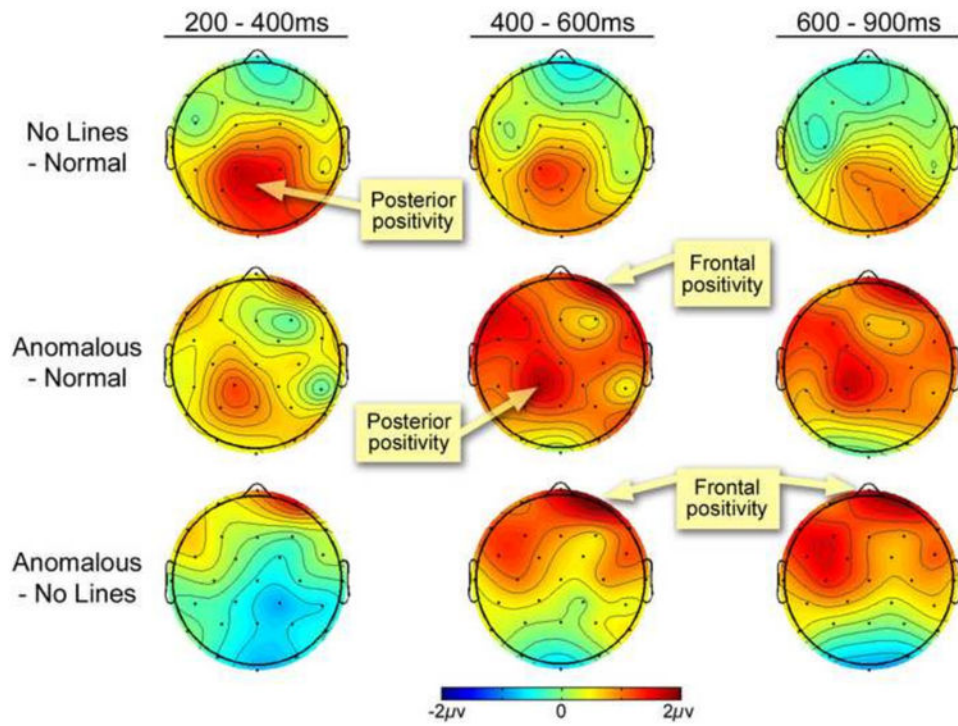 200 - 400ms
400 - 600ms
600 - 900ms
No Lines
- Normal
Posterior
positivity
Anomalous
- Normal
Frontal
positivity
Posterior
positivity
Anomalous
- No Lines
Frontal
positivity
-2μv
0
2μv